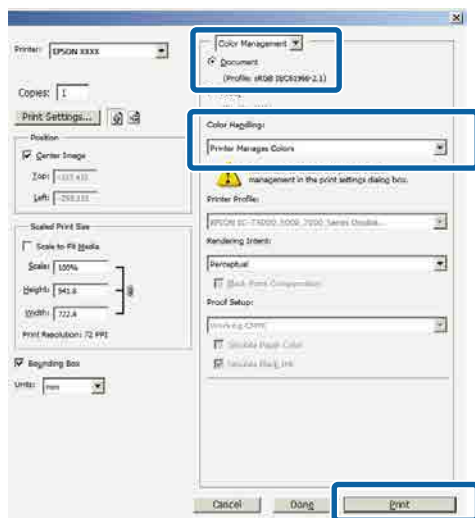 Printer: EPSON XXXX
Copies: 1
Print Settings...
Position
Center Image
Top:
Left:
Scaled Print Size
Scale to Fit Media
Scale: 100%
Height: 941.6
Width: 722.4
Print Resolution: 72 PPI
Bounding Box
Units: mm
Color Management
Document
(Profile: sRGB IEC61966-2.1)
Color Handling:
Printer Manages Colors
management in the print settings dialog box.
Printer Profile:
Rendering Intent:
Perceptual
Black Point Compensation
Proof Setup:
Working CMYK
Simulate Paper Color
Simulate Black Ink
Cancel
Done
Print